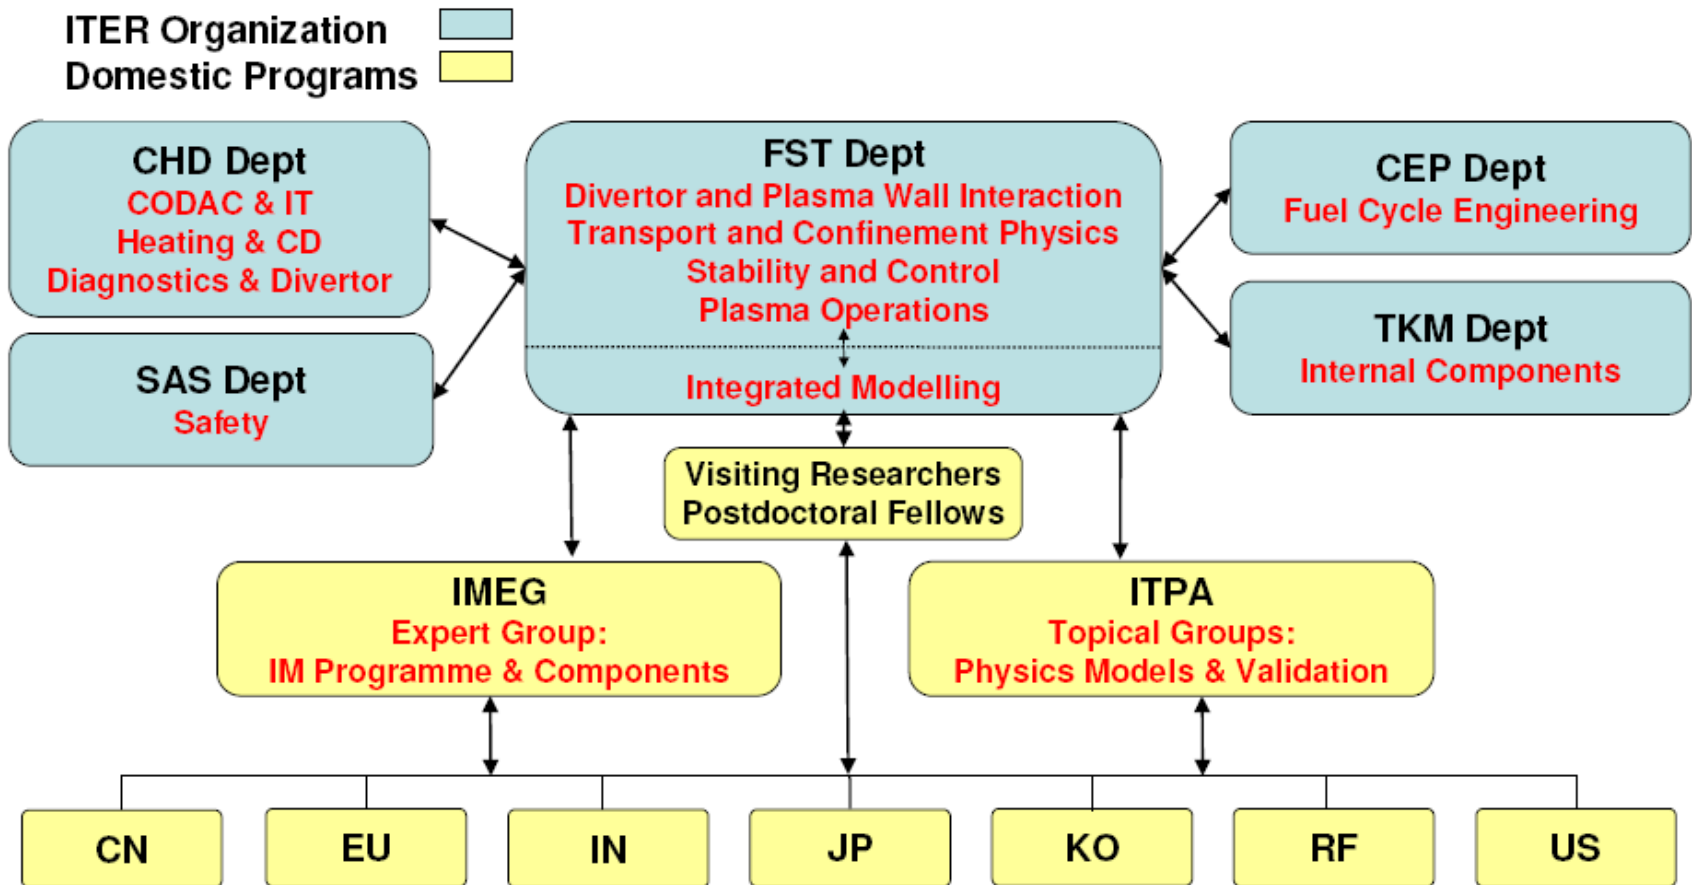 ITER Organization
Domestic Programs
CHD Dept
CODAC & IT
Heating & CD
Diagnostics & Divertor
SAS Dept
Safety
FST Dept
Divertor and Plasma Wall Interaction
Transport and Confinement Physics
Stability and Control
Plasma Operations
Integrated Modelling
CEP Dept
Fuel Cycle Engineering
TKM Dept
Internal Components
Visiting Researchers
Postdoctoral Fellows
IMEG
Expert Group:
IM Programme & Components
ITPA
Topical Groups:
Physics Models & Validation
CN
EU
IN
JP
KO
RF
US